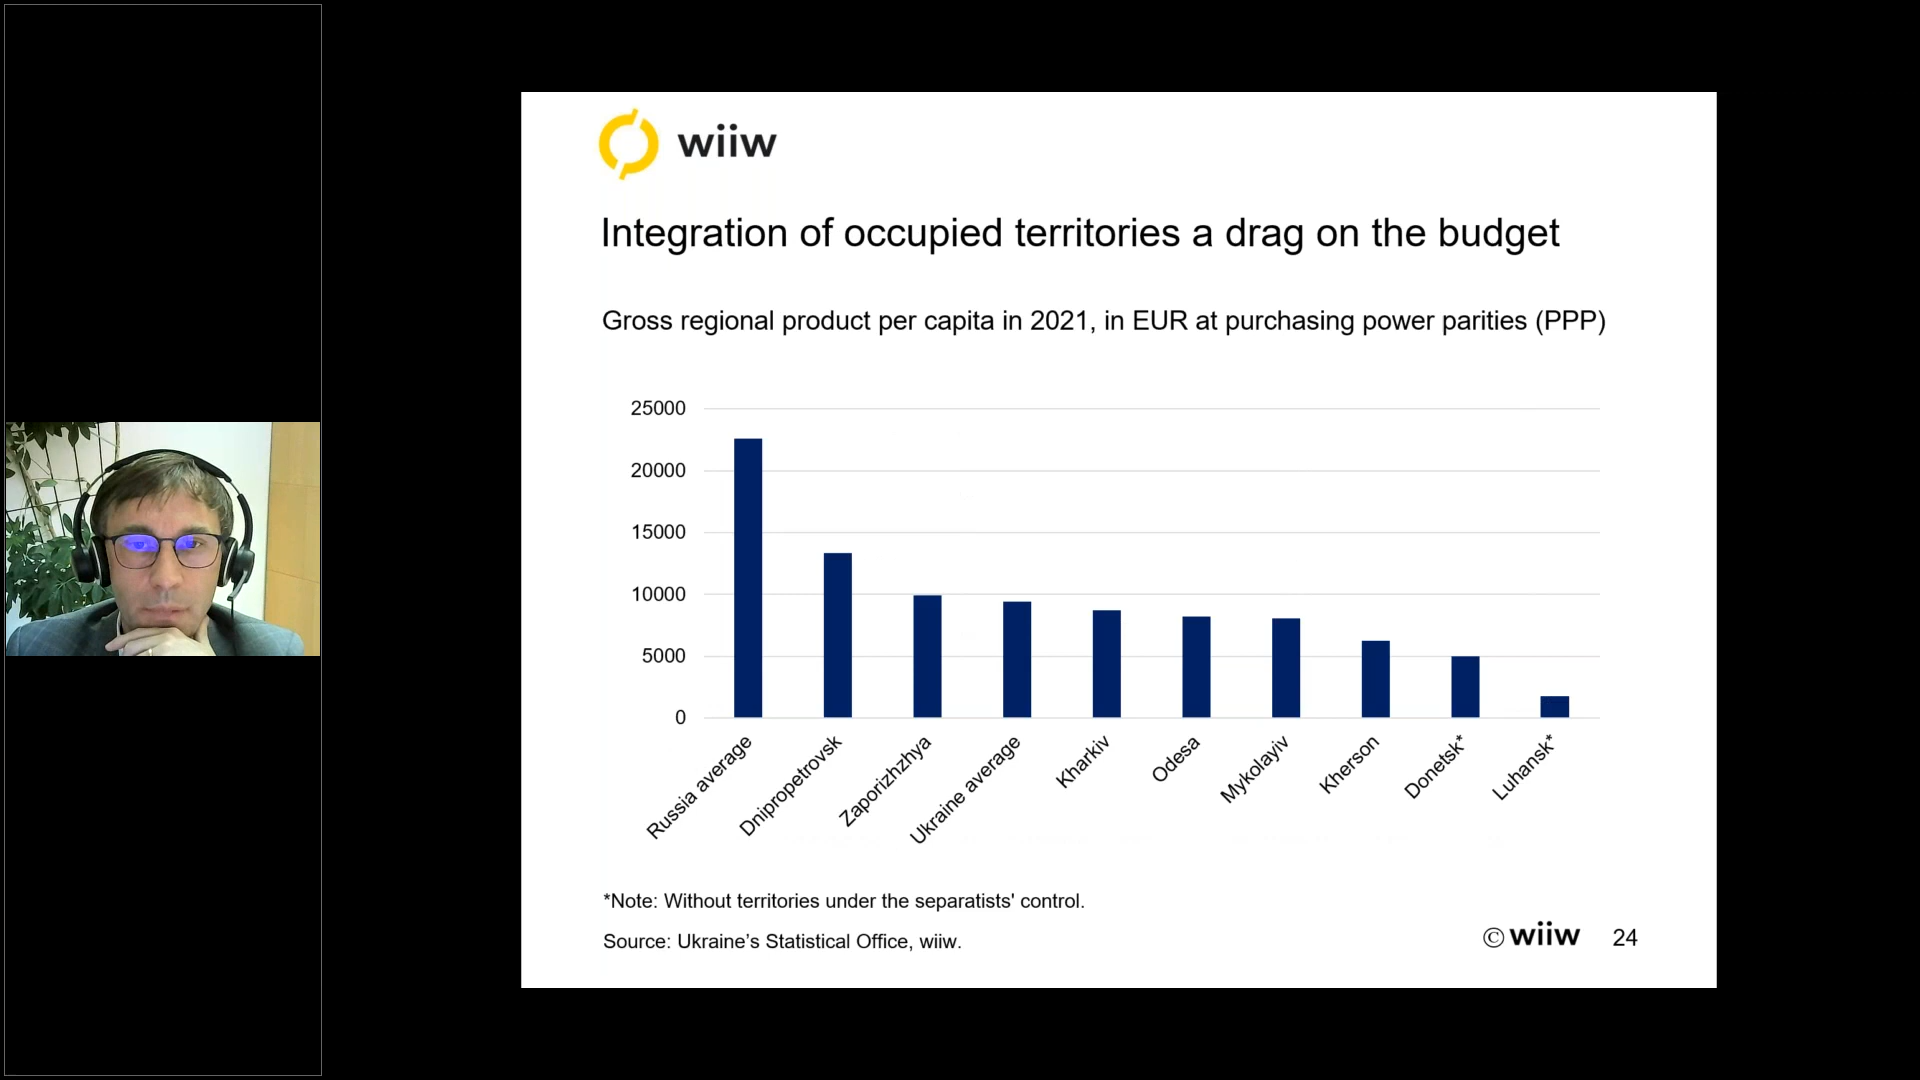 wiiw
Integration of occupied territories a drag on the budget
Gross regional product per capita in 2021, in EUR at purchasing power parities (PPP)
25000
20000
15000
10000
5000
0
Russia average
Dnipropetrovsk
Zaporizhzhya
Ukraine average
Kharkiv
Odesa
Mykolayiv
Kherson
Donetsk*
Luhansk*
*Note: Without territories under the separatists' control.
Source: Ukraine’s Statistical Office, wiiw.
© wiiw 24